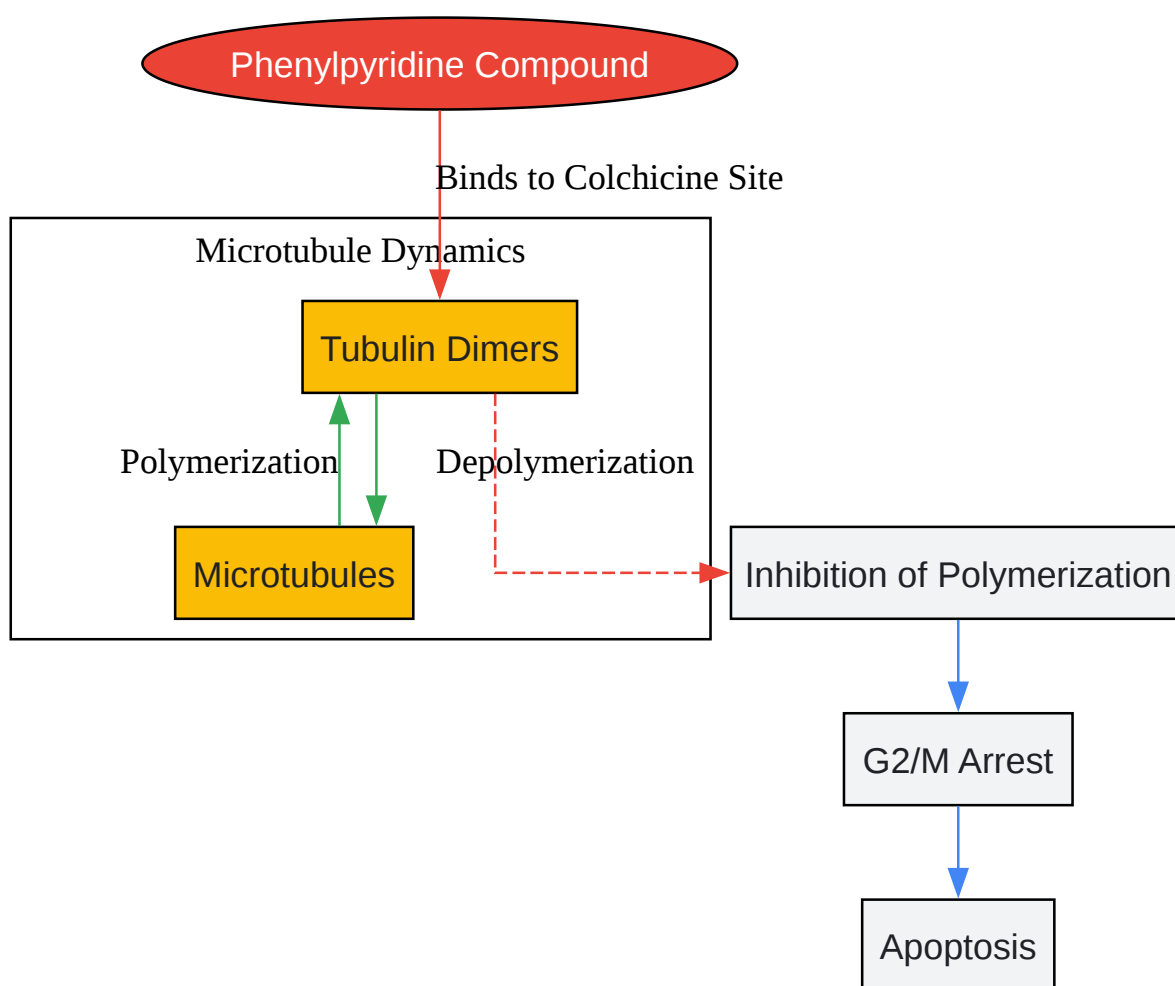 Phenylpyridine Compound
Binds to Colchicine Site
Microtubule Dynamics
Tubulin Dimers
Polymerization
Depolymerization
Microtubules
Inhibition of Polymerization
G2/M Arrest
Apoptosis